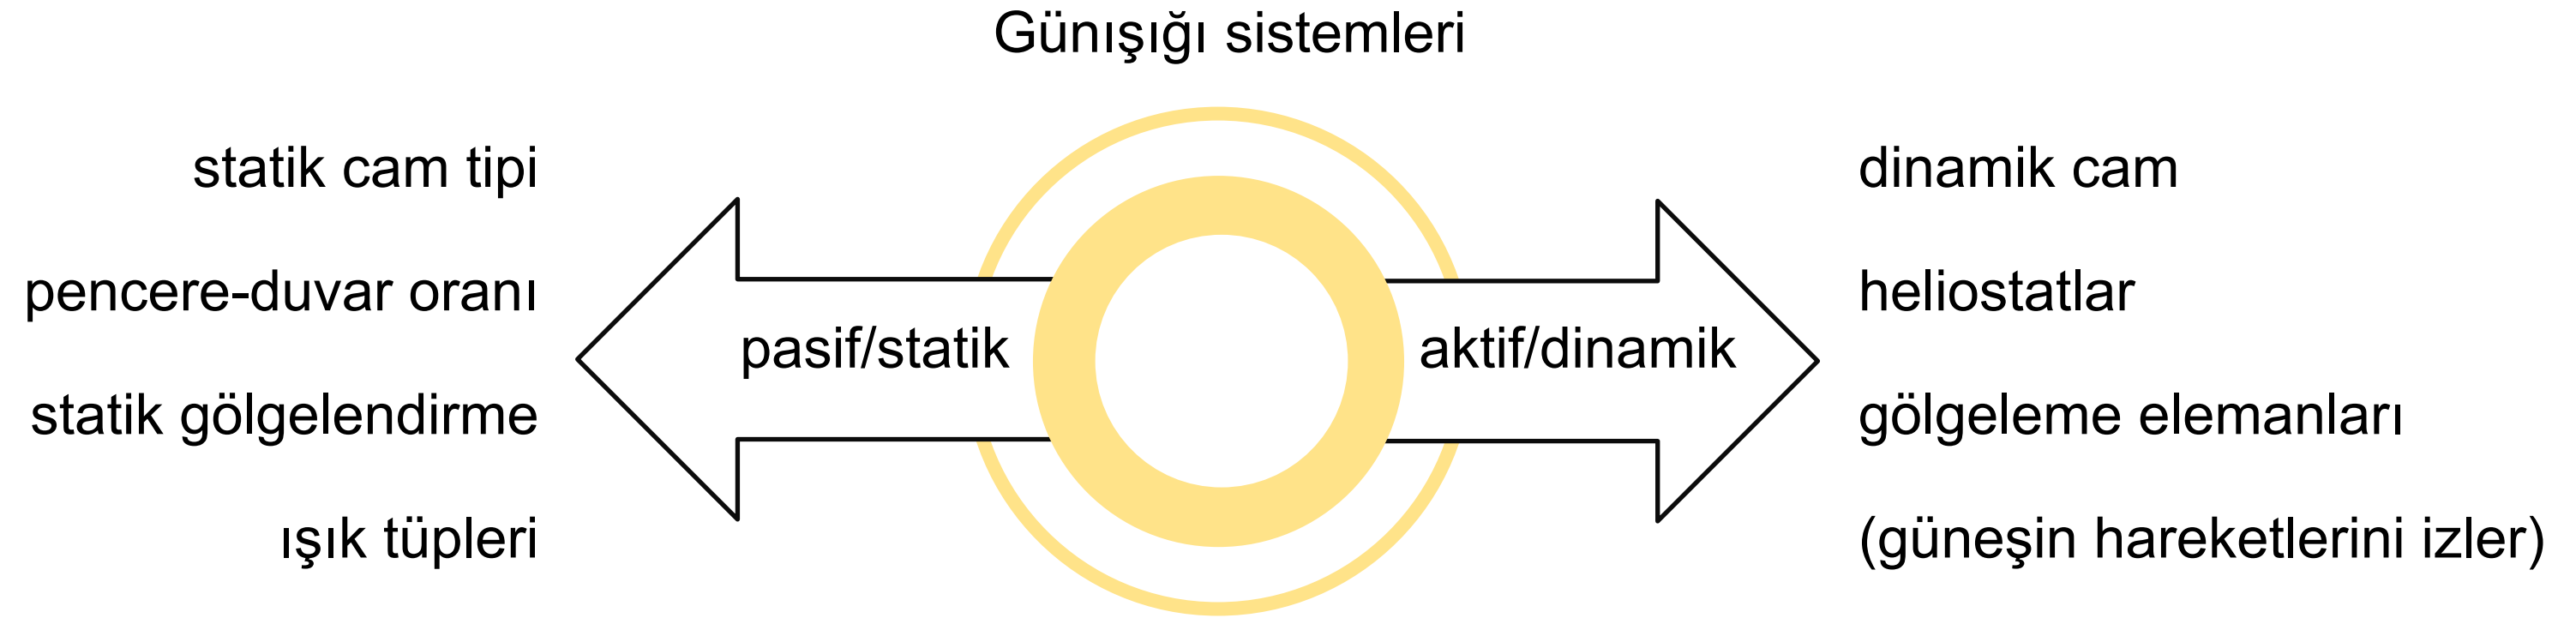 Günışığı sistemleri
statik cam tipi
pencere-duvar oranı
statik gölgelendirme
ışık tüpleri
pasif/statik
aktif/dinamik
dinamik cam
heliostatlar
gölgeleme elemanları
(güneşin hareketlerini izler)